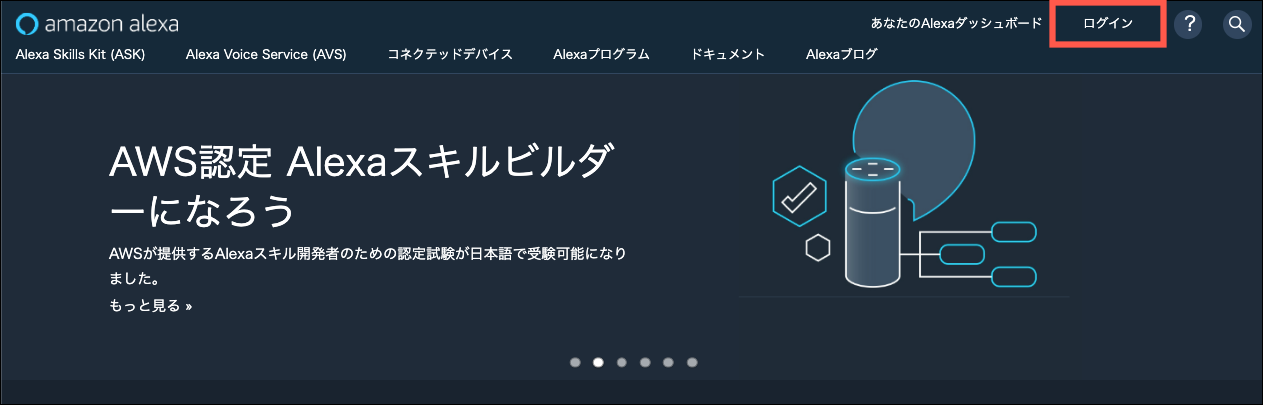 amazon alexa
あなたのAlexaダッシュボード
ログイン
?
Alexa Skills Kit (ASK)
Alexa Voice Service (AVS)
コネクテッドデバイス
Alexaプログラム
ドキュメント
Alexaブログ
AWS認定 Alexaスキルビルダ
ーになろう
AWSが提供するAlexaスキル開発者のための認定試験が日本語で受験可能になり
ました。
もっと見る »